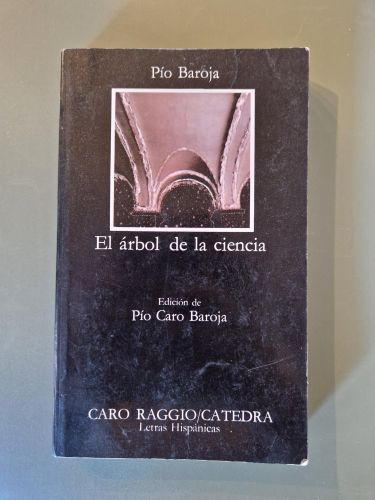 Pío Baroja
El árbol de la ciencia
Edición de
Pío Caro Baroja
CARO RAGGIO/CATEDRA
Letras Hispánicas